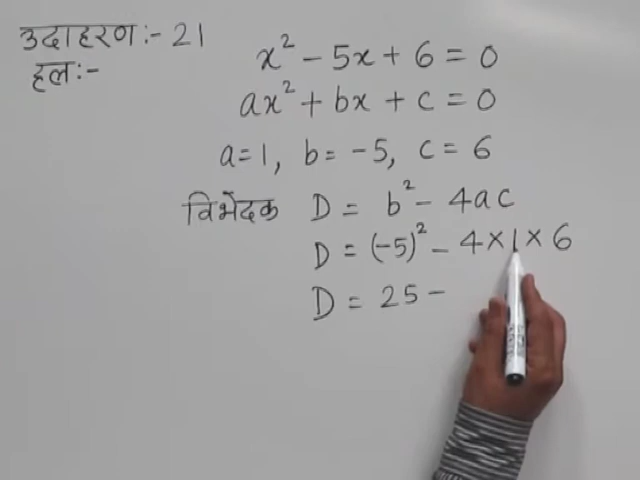 उदाहरण:- 21
हल:-
x² - 5x + 6 = 0
ax² + bx + c = 0
a=1, b= -5, c = 6
विभेदक D = b² - 4ac
D = (-5)² - 4×1×6
D = 25 -